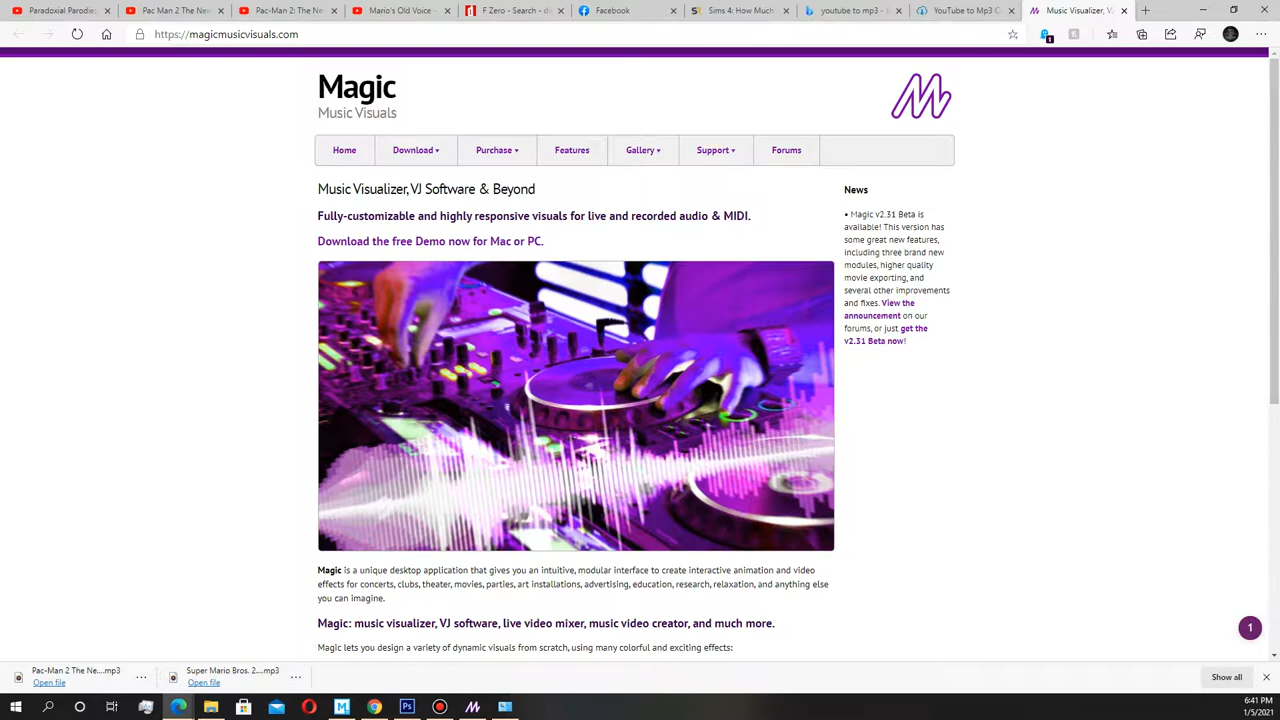 Paradoxial Parodies
Pac Man 2 The New
Pac-Man 2: The Ne
Mario's Old Voice -
F Zero - Search - do
Facebook
Sims 4: How Much
youtube to mp3 -
YouTube to Mp3 C
Music Visualizer, VJ
https://magicmusicvisuals.com
1
Magic
Music Visuals
Home
Download
Purchase
Features
Gallery
Support
Forums
Music Visualizer, VJ Software & Beyond
Fully-customizable and highly responsive visuals for live and recorded audio & MIDI.
Download the free Demo now for Mac or PC.
Magic is a unique desktop application that gives you an intuitive, modular interface to create interactive animation and video
effects for concerts, clubs, theater, movies, parties, art installations, advertising, education, research, relaxation, and anything else
you can imagine.
Magic: music visualizer, VJ software, live video mixer, music video creator, and much more.
Magic lets you design a variety of dynamic visuals from scratch, using many colorful and exciting effects:
News
• Magic v2.31 Beta is
available! This version has
some great new features,
including three brand new
modules, higher quality
movie exporting, and
several other improvements
and fixes. View the
announcement on our
forums, or just get the
v2.31 Beta now!
1
Pac-Man 2 The Ne....mp3
Open file
Super Mario Bros. 2....mp3
Open file
Show all
Ps
6:41 PM
1/5/2021